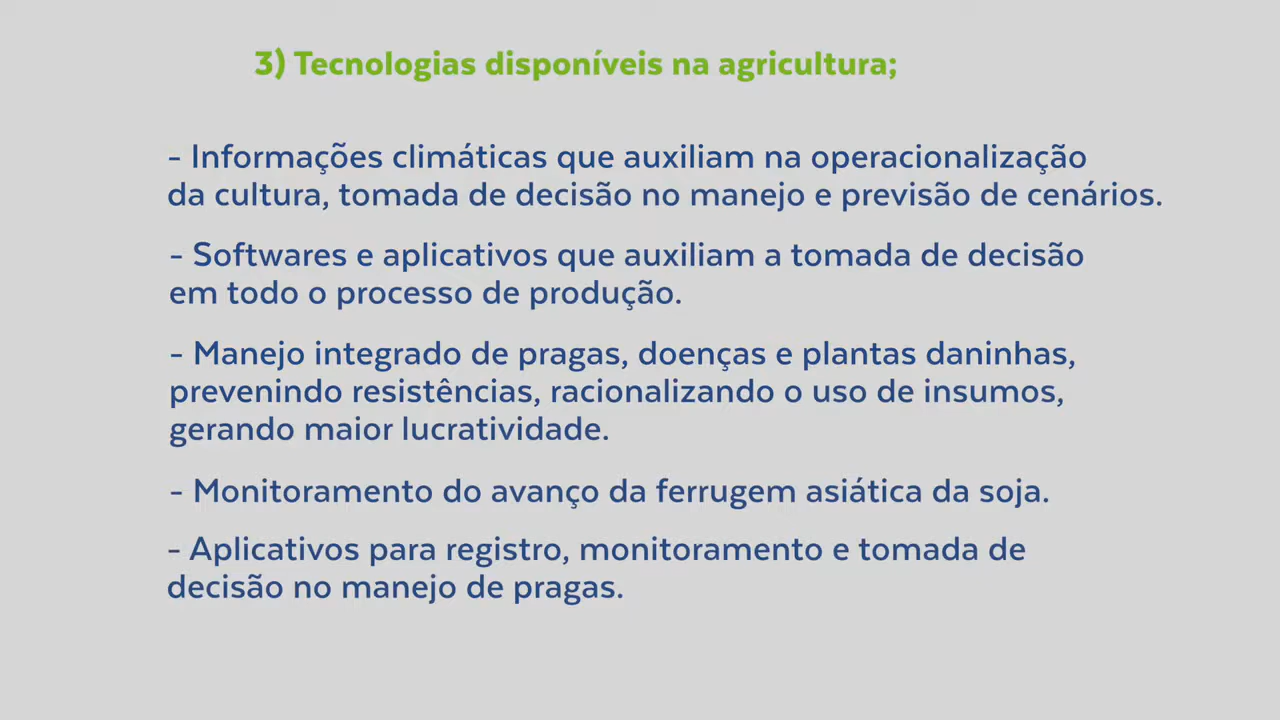 3) Tecnologias disponíveis na agricultura;
- Informações climáticas que auxiliam na operacionalização
da cultura, tomada de decisão no manejo e previsão de cenários.
- Softwares e aplicativos que auxiliam a tomada de decisão
em todo o processo de produção.
- Manejo integrado de pragas, doenças e plantas daninhas,
prevenindo resistências, racionalizando o uso de insumos,
gerando maior lucratividade.
- Monitoramento do avanço da ferrugem asiática da soja.
- Aplicativos para registro, monitoramento e tomada de
decisão no manejo de pragas.